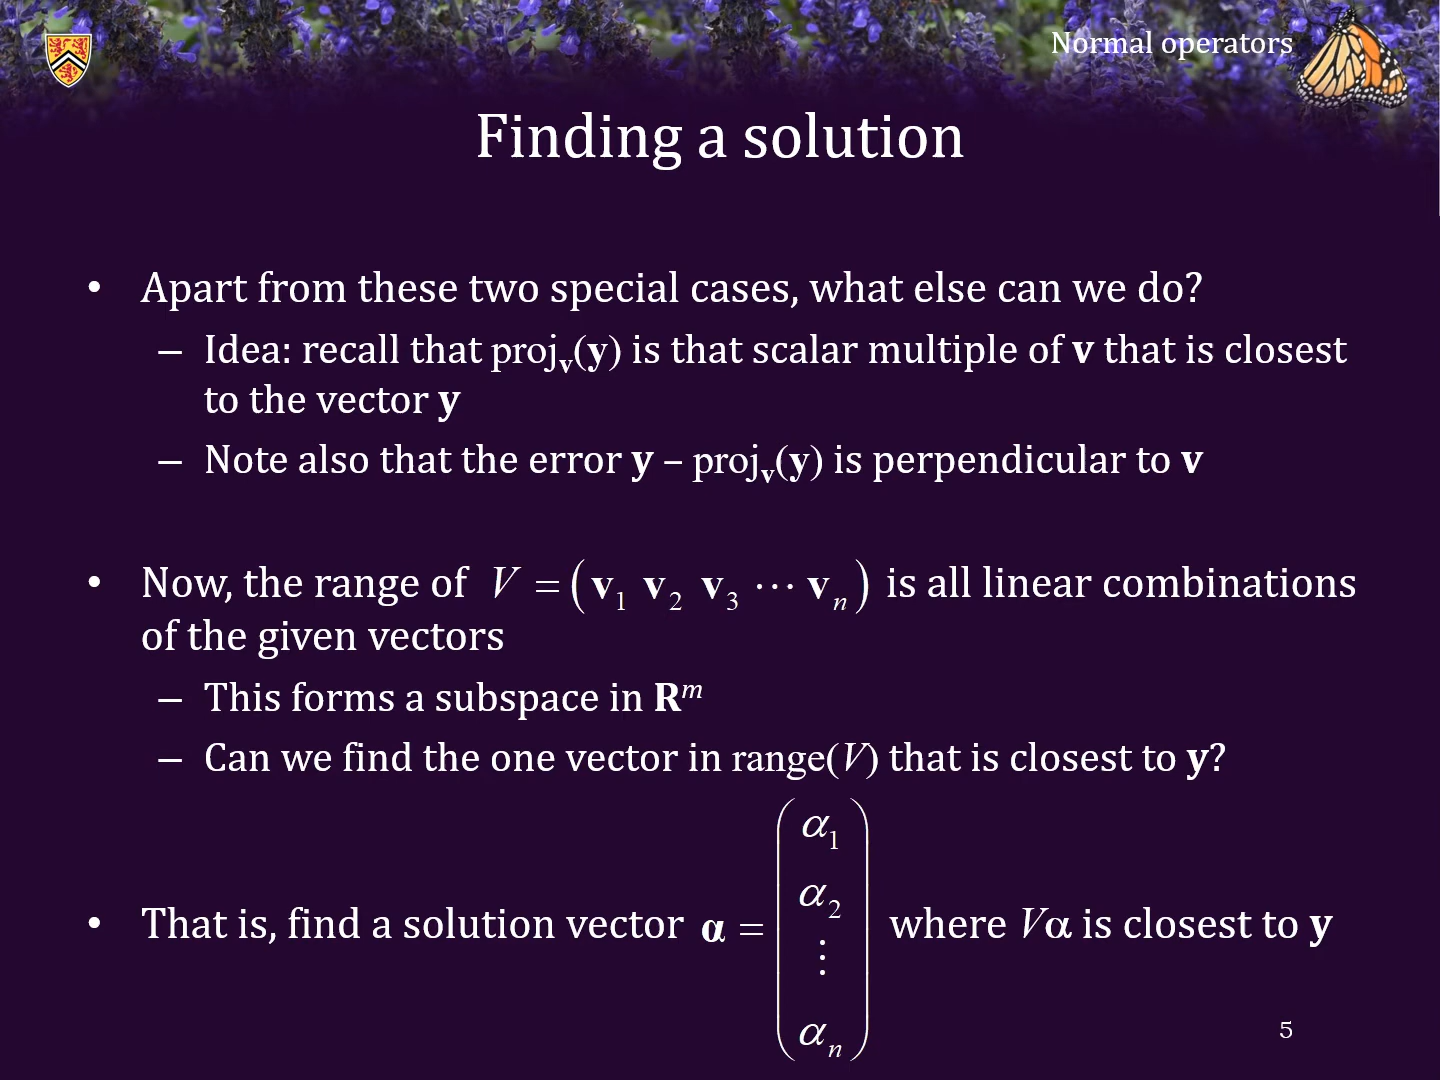 Normal operators
Finding a solution
• Apart from these two special cases, what else can we do?
– Idea: recall that proj_v(y) is that scalar multiple of v that is closest
to the vector y
– Note also that the error y – proj_v(y) is perpendicular to v
• Now, the range of V = (v₁ v₂ v₃ ⋯ vₙ) is all linear combinations
of the given vectors
– This forms a subspace in Rᵐ
– Can we find the one vector in range(V) that is closest to y?
• That is, find a solution vector α = (α₁ α₂ ⋮ αₙ) where Vα is closest to y
5